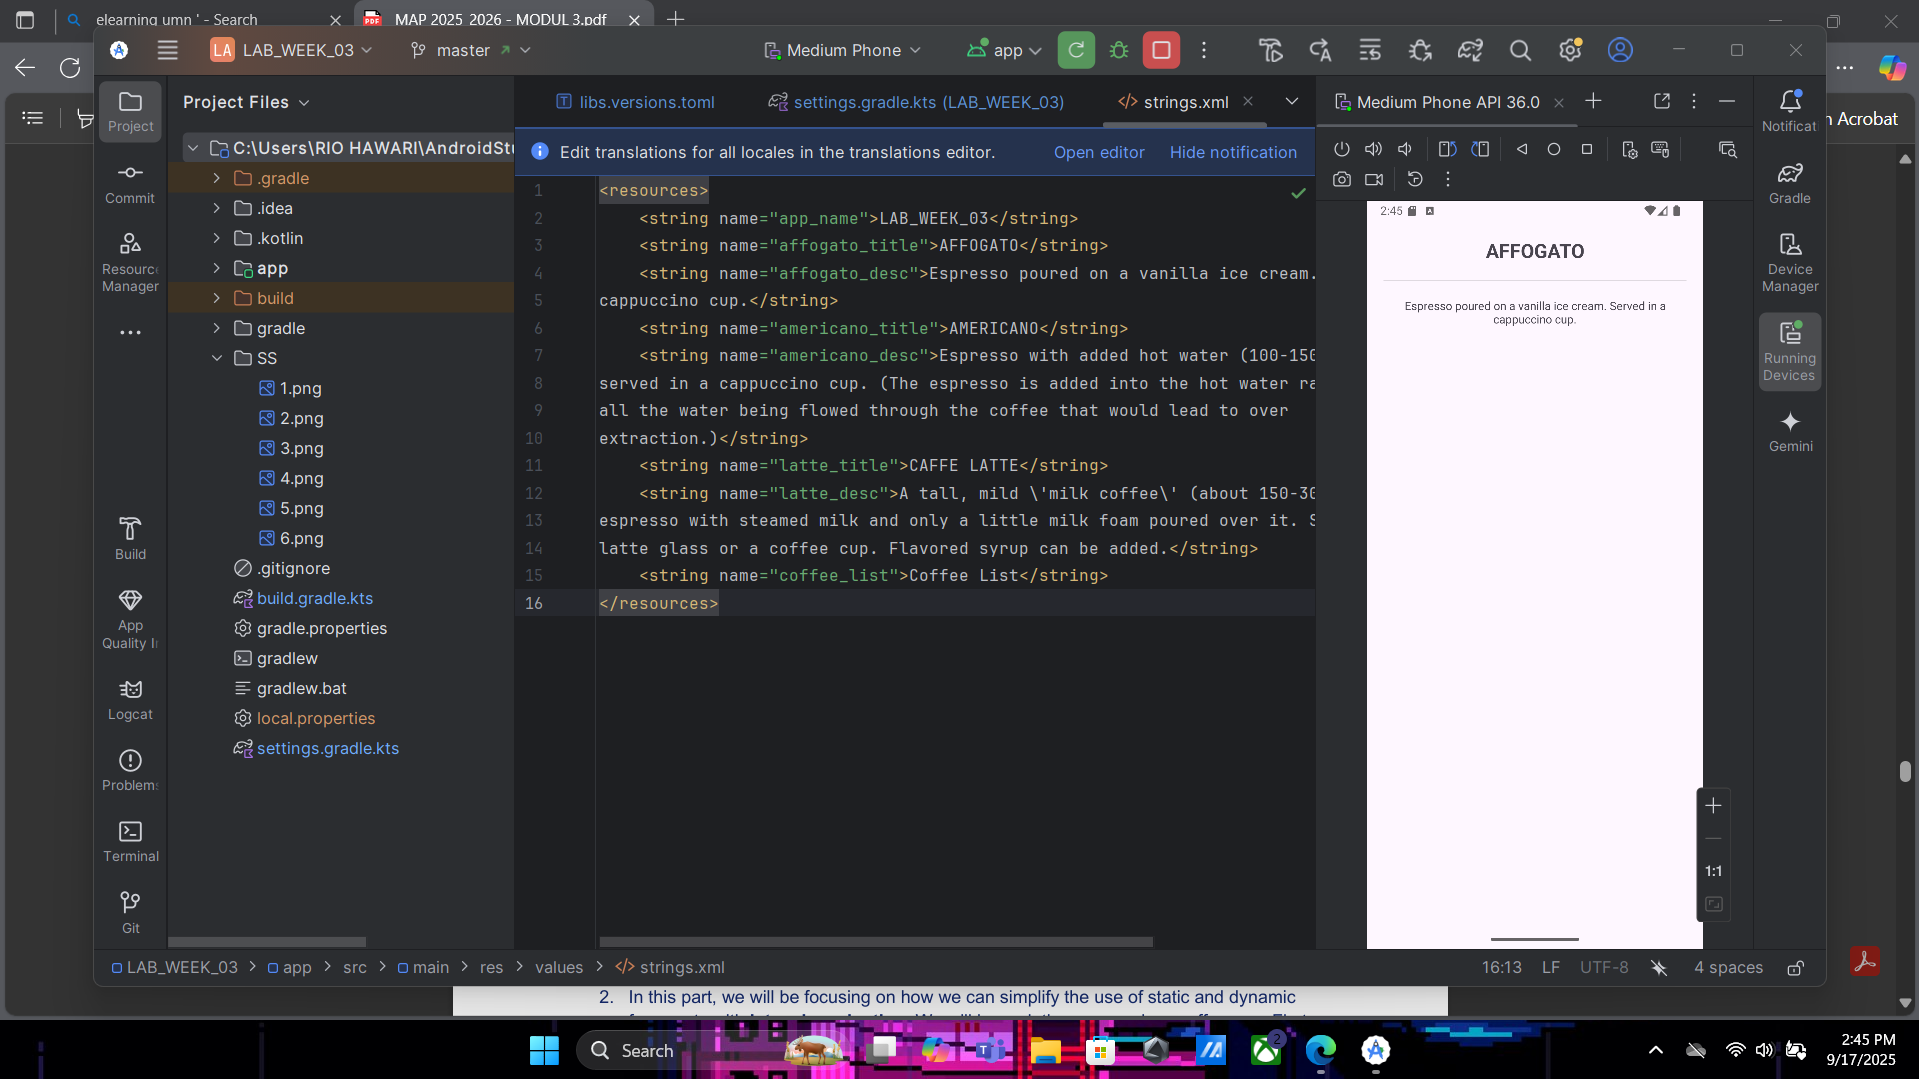 elearning umn ' - Search
MAP 2025_2026 - MODUL 3.pdf
LA LAB_WEEK_03
master
Medium Phone
app
Project Files
libs.versions.toml
settings.gradle.kts (LAB_WEEK_03)
strings.xml
Medium Phone API 36.0
Acrobat
Project
Commit
Resource
Manager
Build
App
Quality
Logcat
Problems
Terminal
Git
C:\Users\RIO HAWARI\AndroidStu
.gradle
.idea
.kotlin
app
build
gradle
SS
1.png
2.png
3.png
4.png
5.png
6.png
.gitignore
build.gradle.kts
gradle.properties
gradlew
gradlew.bat
local.properties
settings.gradle.kts
Edit translations for all locales in the translations editor.
Open editor
Hide notification
1 <resources>
2 <string name="app_name">LAB_WEEK_03</string>
3 <string name="affogato_title">AFFOGATO</string>
4 <string name="affogato_desc">Espresso poured on a vanilla ice cream.
5 cappuccino cup.</string>
6 <string name="americano_title">AMERICANO</string>
7 <string name="americano_desc">Espresso with added hot water (100-150
8 served in a cappuccino cup. (The espresso is added into the hot water ra
9 all the water being flowed through the coffee that would lead to over
10 extraction.)</string>
11 <string name="latte_title">CAFFE LATTE</string>
12 <string name="latte_desc">A tall, mild \'milk coffee\' (about 150-30
13 espresso with steamed milk and only a little milk foam poured over it. S
14 latte glass or a coffee cup. Flavored syrup can be added.</string>
15 <string name="coffee_list">Coffee List</string>
16 </resources>
2:45
AFFOGATO
Espresso poured on a vanilla ice cream. Served in a
cappuccino cup.
1:1
Notificat
Gradle
Device
Manager
Running
Devices
Gemini
LAB_WEEK_03 > app > src > main > res > values > strings.xml
16:13
LF
UTF-8
4 spaces
2. In this part, we will be focusing on how we can simplify the use of static and dynamic
Search
2
2:45 PM
9/17/2025